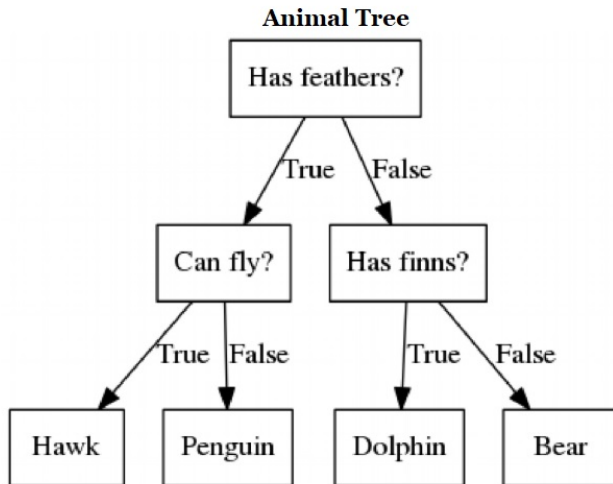 Animal Tree
Has feathers?
True False
Can fly? Has finns?
True False True False
Hawk Penguin Dolphin Bear